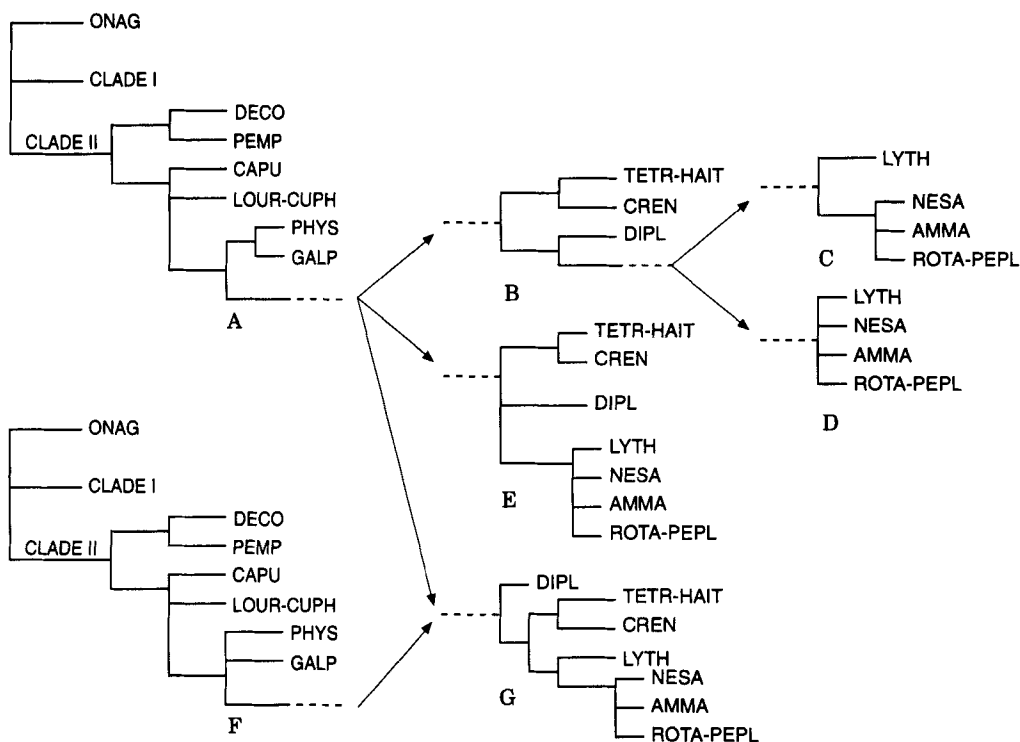 ONAG
CLADE I
CLADE II
DECO
PEMP
CAPU
LOUR-CUPH
PHYS
GALP
A
TETR-HAIT
CREN
DIPL
B
LYTH
NESA
AMMA
ROTA-PEPL
C
LYTH
NESA
AMMA
ROTA-PEPL
D
TETR-HAIT
CREN
DIPL
LYTH
NESA
AMMA
ROTA-PEPL
E
ONAG
CLADE I
CLADE II
DECO
PEMP
CAPU
LOUR-CUPH
PHYS
GALP
F
DIPL
TETR-HAIT
CREN
LYTH
NESA
AMMA
ROTA-PEPL
G